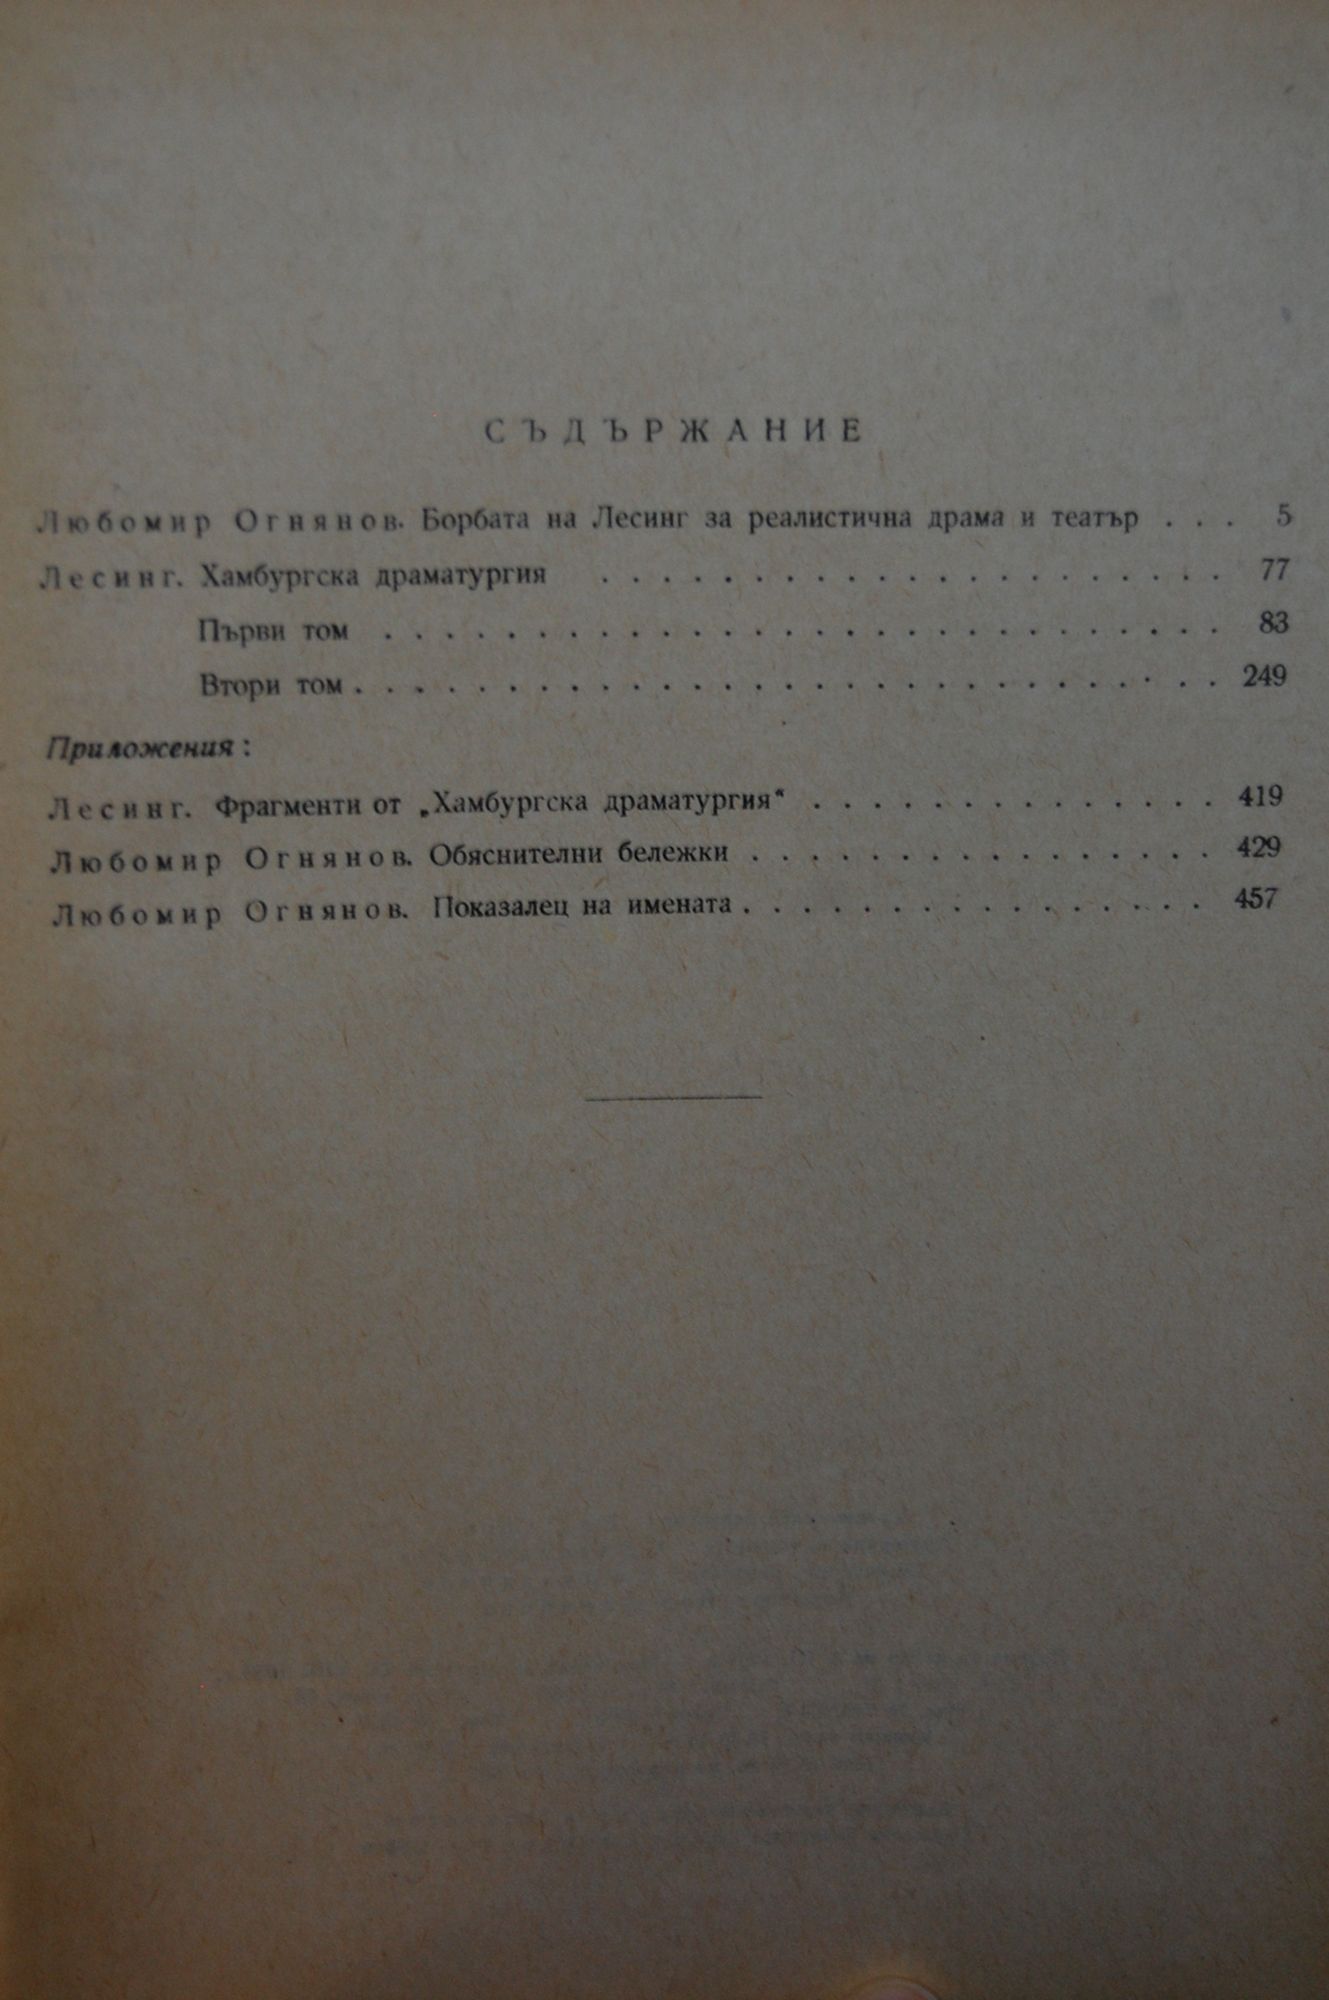 СЪДЪРЖАНИЕ
Любомир Огнянов. Борбата на Лесинг за реалистична драма и театър . . . 5
Лесинг. Хамбургска драматургия . . . . . . . . . . . . . . . . . . . . . 77
Първи том . . . . . . . . . . . . . . . . . . . . . . . . . . . . 83
Втори том . . . . . . . . . . . . . . . . . . . . . . . . . . . . . 249
Приложения:
Лесинг. Фрагменти от „Хамбургска драматургия“ . . . . . . . . . . . . . . 419
Любомир Огнянов. Обяснителни бележки . . . . . . . . . . . . . . . . 429
Любомир Огнянов. Показалец на имената . . . . . . . . . . . . . . . . 457